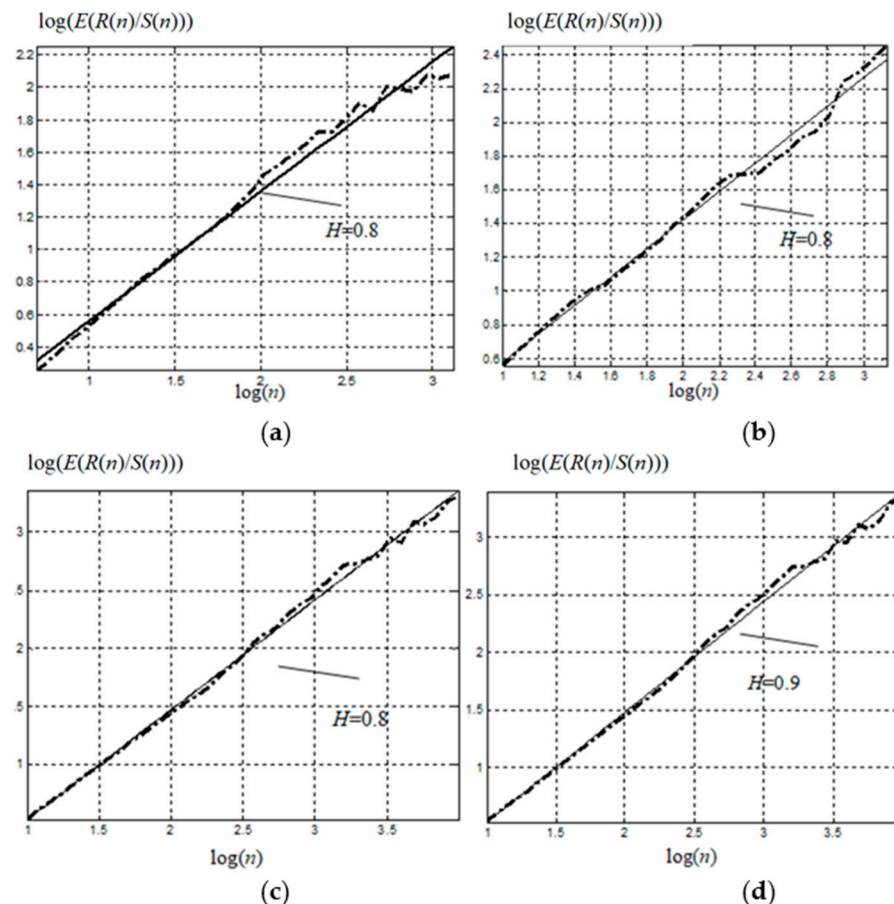 log(E(R(n)/S(n)))
2.2
2
1.8
1.6
1.4
1.2
1
0.8
0.6
0.4
H=0.8
1 1.5 2 2.5 3
log(n)
(a)
log(E(R(n)/S(n)))
2.4
2.2
2
1.8
1.6
1.4
1.2
1
0.8
0.6
H=0.8
1 1.2 1.4 1.6 1.8 2 2.2 2.4 2.6 2.8 3
log(n)
(b)
log(E(R(n)/S(n)))
3
.5
2
.5
1
H=0.8
1 1.5 2 2.5 3 3.5
log(n)
(c)
log(E(R(n)/S(n)))
3
2.5
2
1.5
1
H=0.9
1 1.5 2 2.5 3 3.5
log(n)
(d)